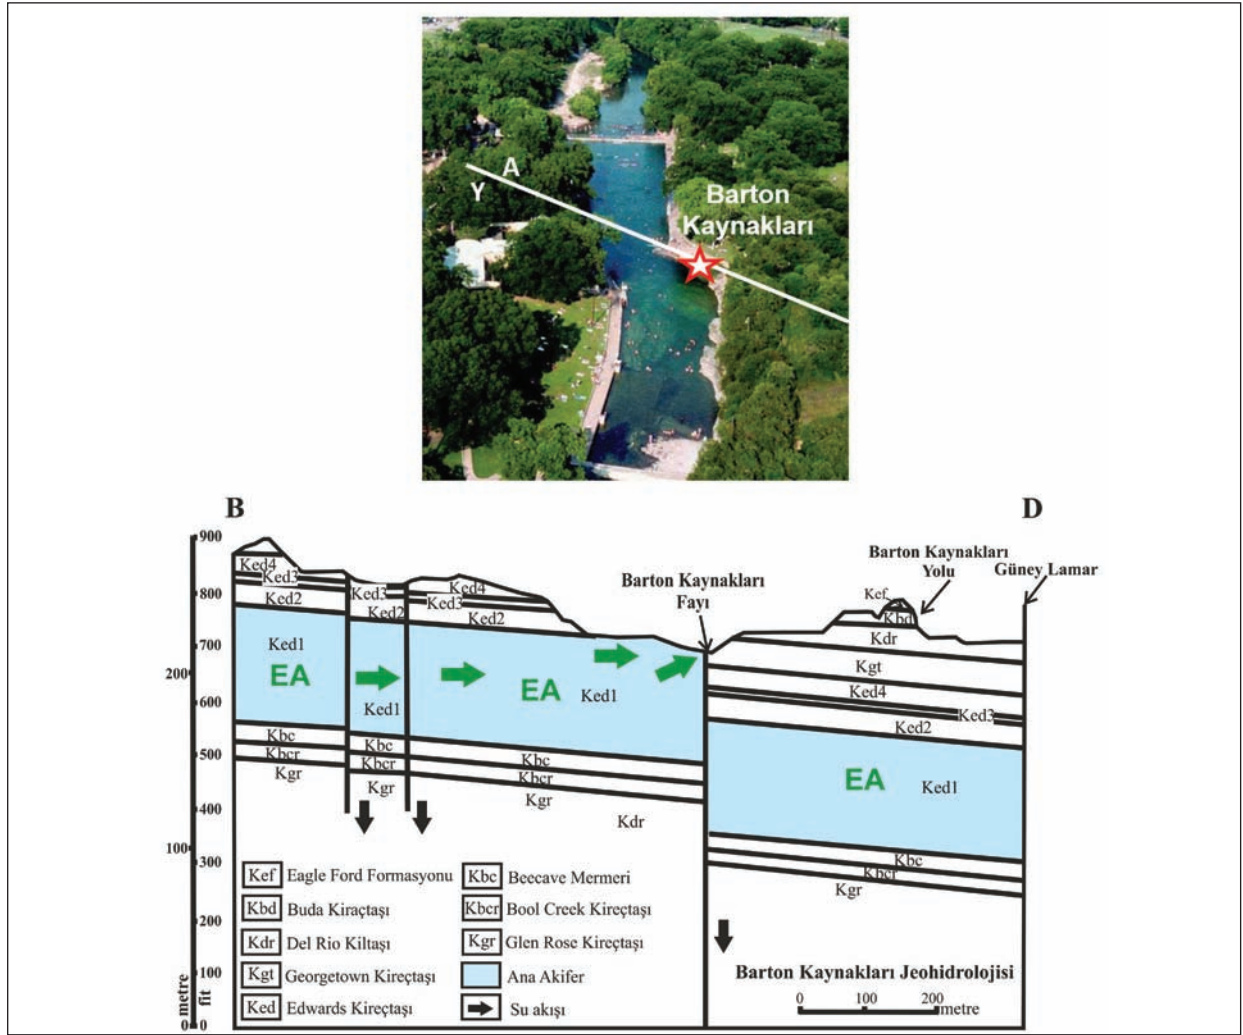 A
Y
Barton
Kaynakları
B
D
900
800
700
200
600
500
400
100
300
200
100
0
0
metre
fit
Barton Kaynakları
Fayı
Barton Kaynakları
Yolu
Güney Lamar
Ked4
Ked3
Ked2
Ked1
EA
Kbc
Kbcr
Kgr
Ked3
Ked2
Ked1
Kbc
Kbcr
Kgr
Ked4
Ked3
Ked2
EA
Ked1
Kbc
Kbcr
Kgr
Kdr
Kef
Kbd
Kdr
Kgt
Ked4
Ked3
Ked2
EA
Ked1
Kbc
Kbcr
Kgr
Kef Eagle Ford Formasyonu
Kbd Buda Kiraçtaşı
Kdr Del Rio Kiltaşı
Kgt Georgetown Kireçtaşı
Ked Edwards Kireçtaşı
Kbc Beecave Mermeri
Kbcr Bool Creek Kireçtaşı
Kgr Glen Rose Kireçtaşı
Ana Akifer
Su akışı
Barton Kaynakları Jeohidrolojisi
0 100 200
metre